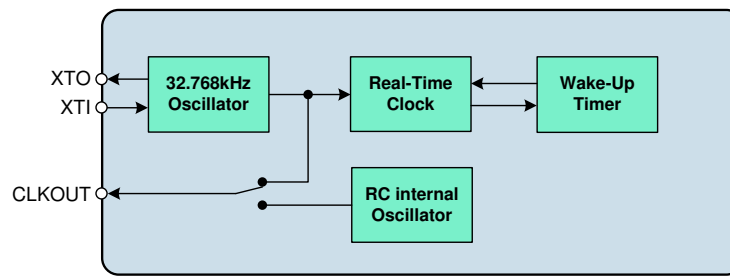 XTO
XTI
32.768kHz
Oscillator
Real-Time
Clock
Wake-Up
Timer
CLKOUT
RC internal
Oscillator